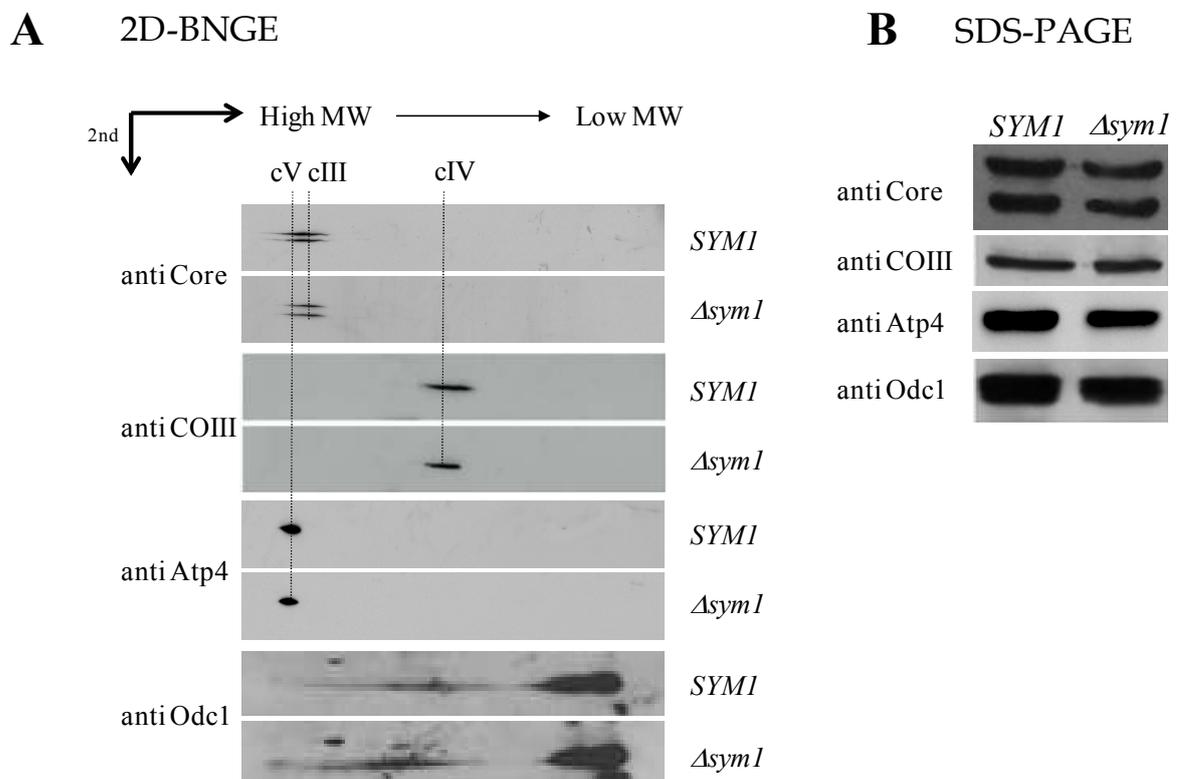 A 2D-BNGE
2nd
High MW Low MW
cV cIII cIV
anti Core
SYM1
Δsym1
anti COIII
SYM1
Δsym1
anti Atp4
SYM1
Δsym1
anti Odc1
SYM1
Δsym1
B SDS-PAGE
SYM1 Δsym1
anti Core
anti COIII
anti Atp4
anti Odc1